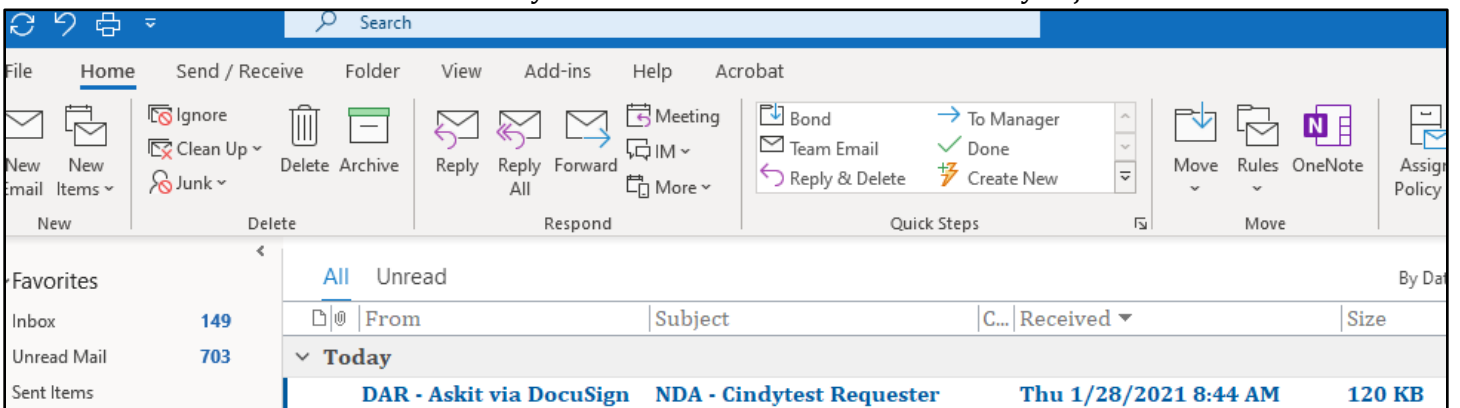 Search
File Home Send / Receive Folder View Add-ins Help Acrobat
Ignore Meeting Bond To Manager
Clean Up IM Team Email Done
New New Junk Delete Archive Reply Reply Forward More Reply & Delete Create New Move Rules OneNote Assign
Email Items All Policy
New Delete Respond Quick Steps Move
Favorites All Unread By Dat
Inbox 149 From Subject C... Received Size
Unread Mail 703 Today
Sent Items DAR - Askit via DocuSign NDA - Cindytest Requester Thu 1/28/2021 8:44 AM 120 KB